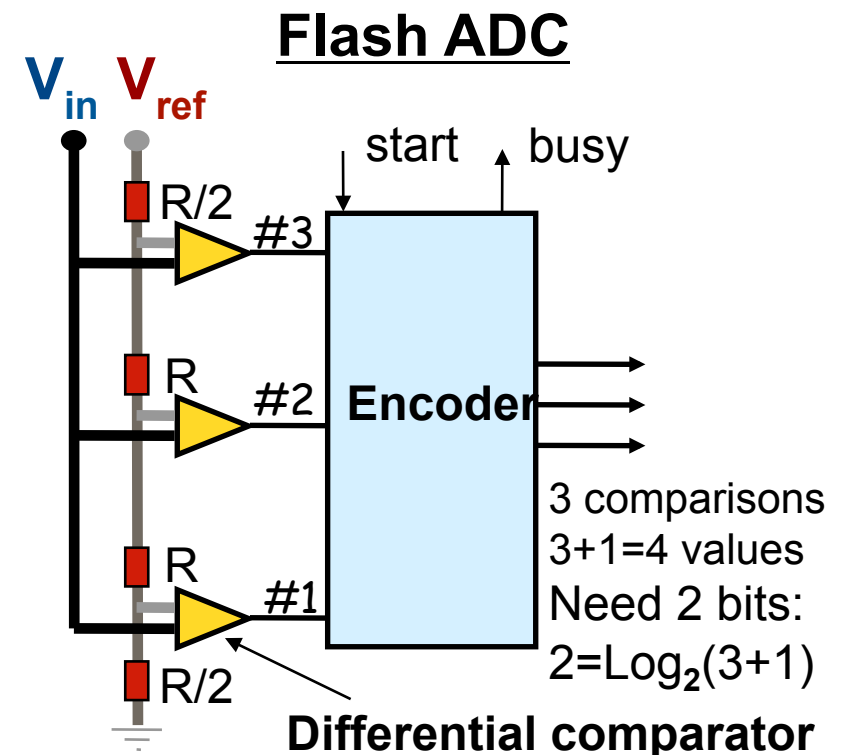 Flash ADC
Vin Vref
start busy
R/2
#3
R
#2
Encoder
3 comparisons
3+1=4 values
R
#1
Need 2 bits:
2=Log2(3+1)
R/2
Differential comparator